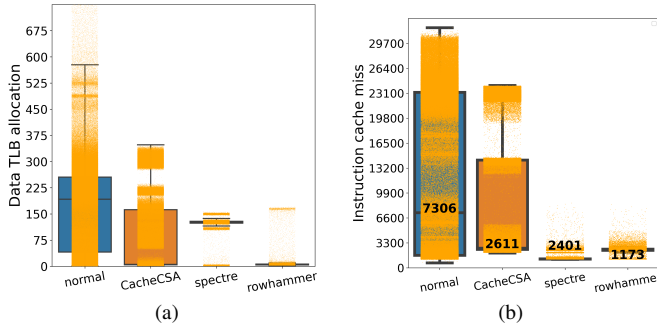 Data TLB allocation
675
600
525
450
375
300
225
150
75
0
normal
CacheCSA
spectre
rowhammer
(a)
Instruction cache miss
29700
26400
23100
19800
16500
13200
9900
6600
3300
0
7306
2611
2401
1173
normal
CacheCSA
spectre
rowhammer
(b)